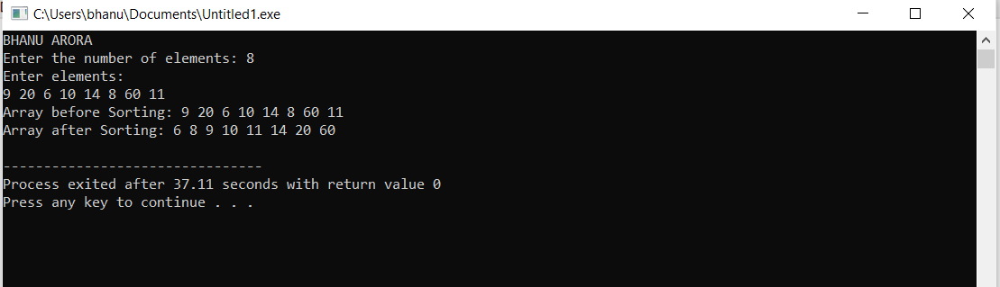 C:\Users\bhanu\Documents\Untitled1.exe
BHANU ARORA
Enter the number of elements: 8
Enter elements:
9 20 6 10 14 8 60 11
Array before Sorting: 9 20 6 10 14 8 60 11
Array after Sorting: 6 8 9 10 11 14 20 60
--------------------------------
Process exited after 37.11 seconds with return value 0
Press any key to continue . . .